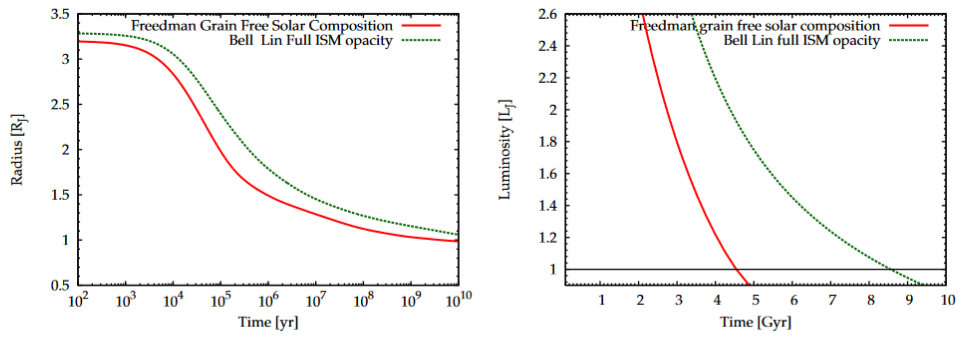 Freedman Grain Free Solar Composition
Bell Lin Full ISM opacity
Radius [R_J]
3.5
3
2.5
2
1.5
1
0.5
10^2 10^3 10^4 10^5 10^6 10^7 10^8 10^9 10^10
Time [yr]
Freedman grain free solar composition
Bell Lin full ISM opacity
Luminosity [L_J]
2.6
2.4
2.2
2
1.8
1.6
1.4
1.2
1
1 2 3 4 5 6 7 8 9 10
Time [Gyr]